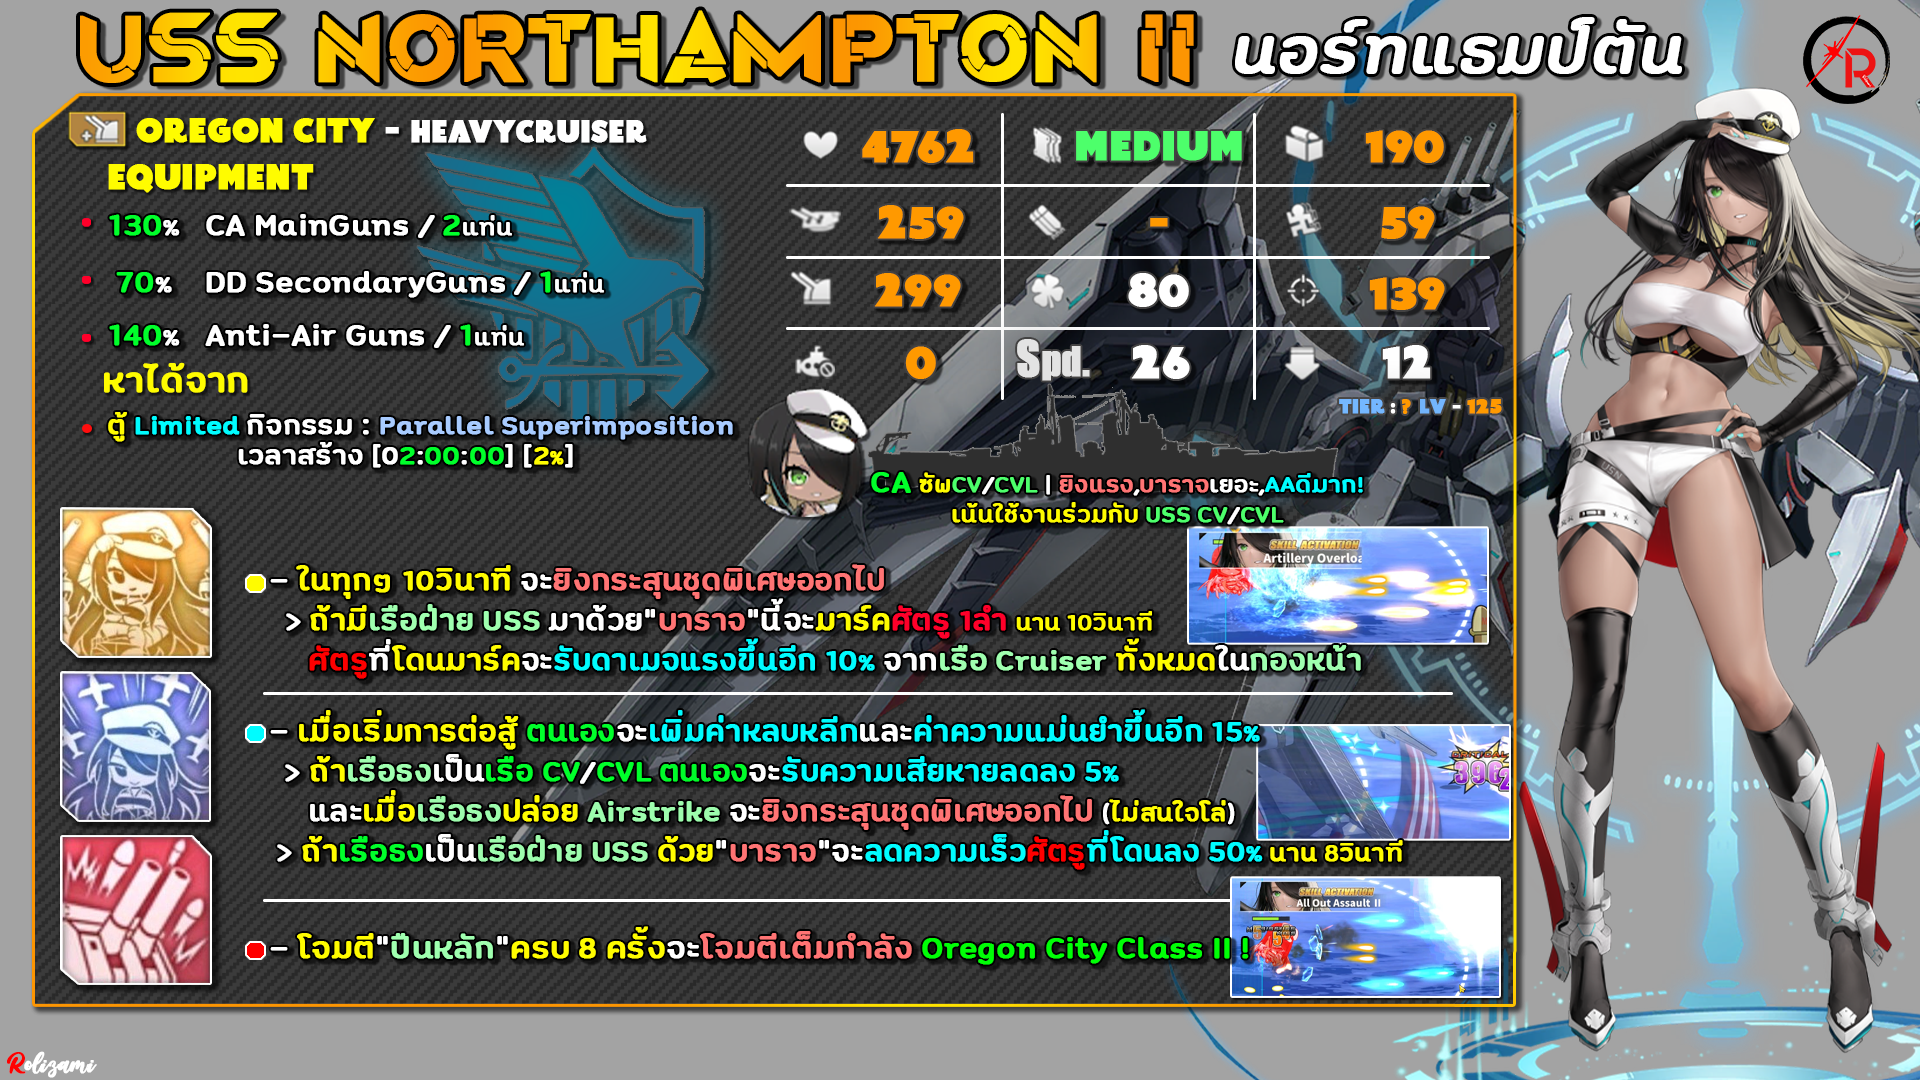 USS NORTHAMPTON II นอร์ทแธมป์ตัน
R
OREGON CITY - HEAVYCRUISER
EQUIPMENT
• 130% CA MainGuns / 2แท่น
• 70% DD SecondaryGuns / 1แท่น
• 140% Anti-Air Guns / 1แท่น
หาได้จาก
• ตู้ Limited กิจกรรม : Parallel Superimposition
เวลาสร้าง [02:00:00] [2%]
4762 MEDIUM 190
259 - 59
299 80 139
0 Spd. 26 12
TIER : ? LV - 125
CA ซัพCV/CVL | ยิงแรง,บาราจเยอะ,AAดีมาก!
เน้นใช้งานร่วมกับ USS CV/CVL
SKILL ACTIVATION
Artillery Overloa
- ในทุกๆ 10วินาที จะยิงกระสุนชุดพิเศษออกไป
> ถ้ามีเรือฝ่าย USS มาด้วย"บาราจ"นี้จะมาร์คศัตรู 1ลำ นาน 10วินาที
ศัตรูที่โดนมาร์คจะรับดาเมจแรงขึ้นอีก 10% จากเรือ Cruiser ทั้งหมดในกองหน้า
- เมื่อเริ่มการต่อสู้ ตนเองจะเพิ่มค่าหลบหลีกและค่าความแม่นยำขึ้นอีก 15%
> ถ้าเรือธงเป็นเรือ CV/CVL ตนเองจะรับความเสียหายลดลง 5%
และเมื่อเรือธงปล่อย Airstrike จะยิงกระสุนชุดพิเศษออกไป (ไม่สนใจโล่)
> ถ้าเรือธงเป็นเรือฝ่าย USS ด้วย"บาราจ"จะลดความเร็วศัตรูที่โดนลง 50% นาน 8วินาที
CRITICAL
3962
SKILL ACTIVATION
All Out Assault II
- โจมตี"ปืนหลัก"ครบ 8 ครั้งจะโจมตีเต็มกำลัง Oregon City Class II !
USN
Rolizami